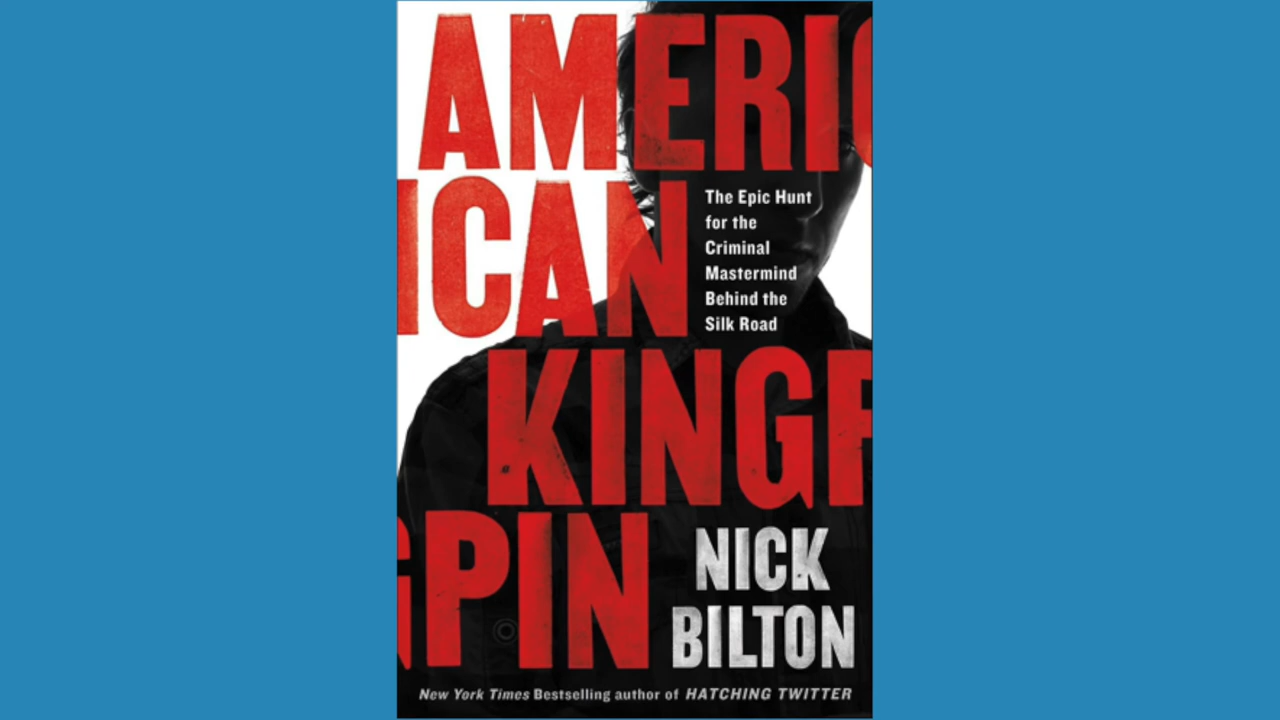 AMERIC
ICAN
The Epic Hunt
for the
Criminal
Mastermind
Behind the
Silk Road
KINGP
GPIN
NICK
BILTON
New York Times Bestselling author of HATCHING TWITTER